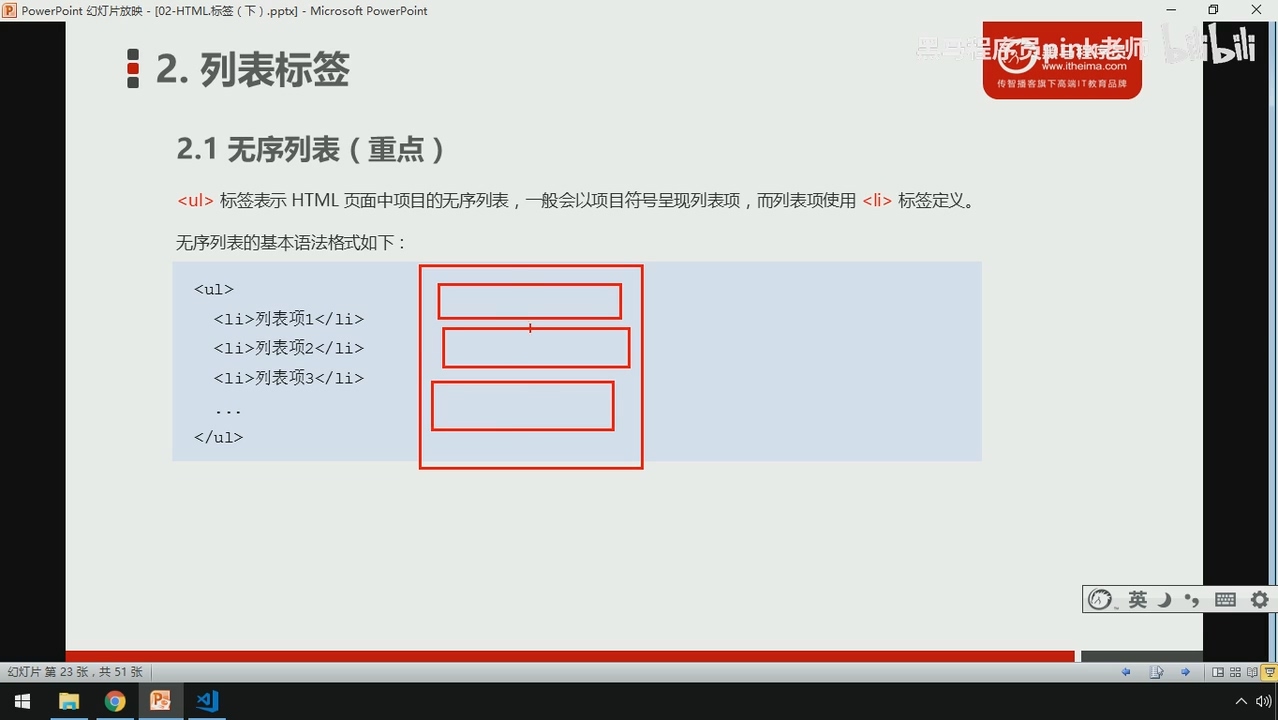 PowerPoint 幻灯片放映 - [02-HTML标签（下）.pptx] - Microsoft PowerPoint
黑马程序员pink老师
bilibili
www.itheima.com
传智播客旗下高端IT教育品牌
2. 列表标签
2.1 无序列表（重点）
<ul> 标签表示 HTML 页面中项目的无序列表，一般会以项目符号呈现列表项，而列表项使用 <li> 标签定义。
无序列表的基本语法格式如下：
<ul>
<li>列表项1</li>
<li>列表项2</li>
<li>列表项3</li>
...
</ul>
英
幻灯片 第 23 张，共 51 张